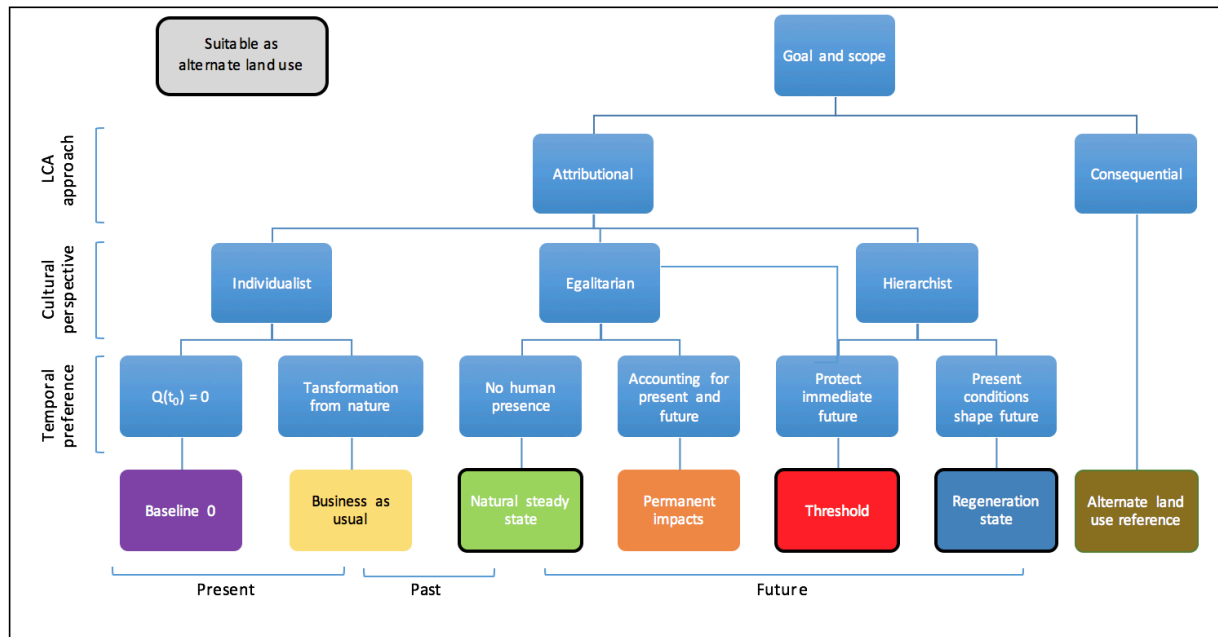 Suitable as
alternate land use
Goal and scope
LCA
approach
Attributional
Consequential
Cultural
perspective
Individualist
Egalitarian
Hierarchist
Temporal
preference
Q(t₀) = 0
Tansformation
from nature
No human
presence
Accounting for
present and
future
Protect
immediate
future
Present
conditions
shape future
Baseline 0
Business as
usual
Natural steady
state
Permanent
impacts
Threshold
Regeneration
state
Alternate land
use reference
Present
Past
Future